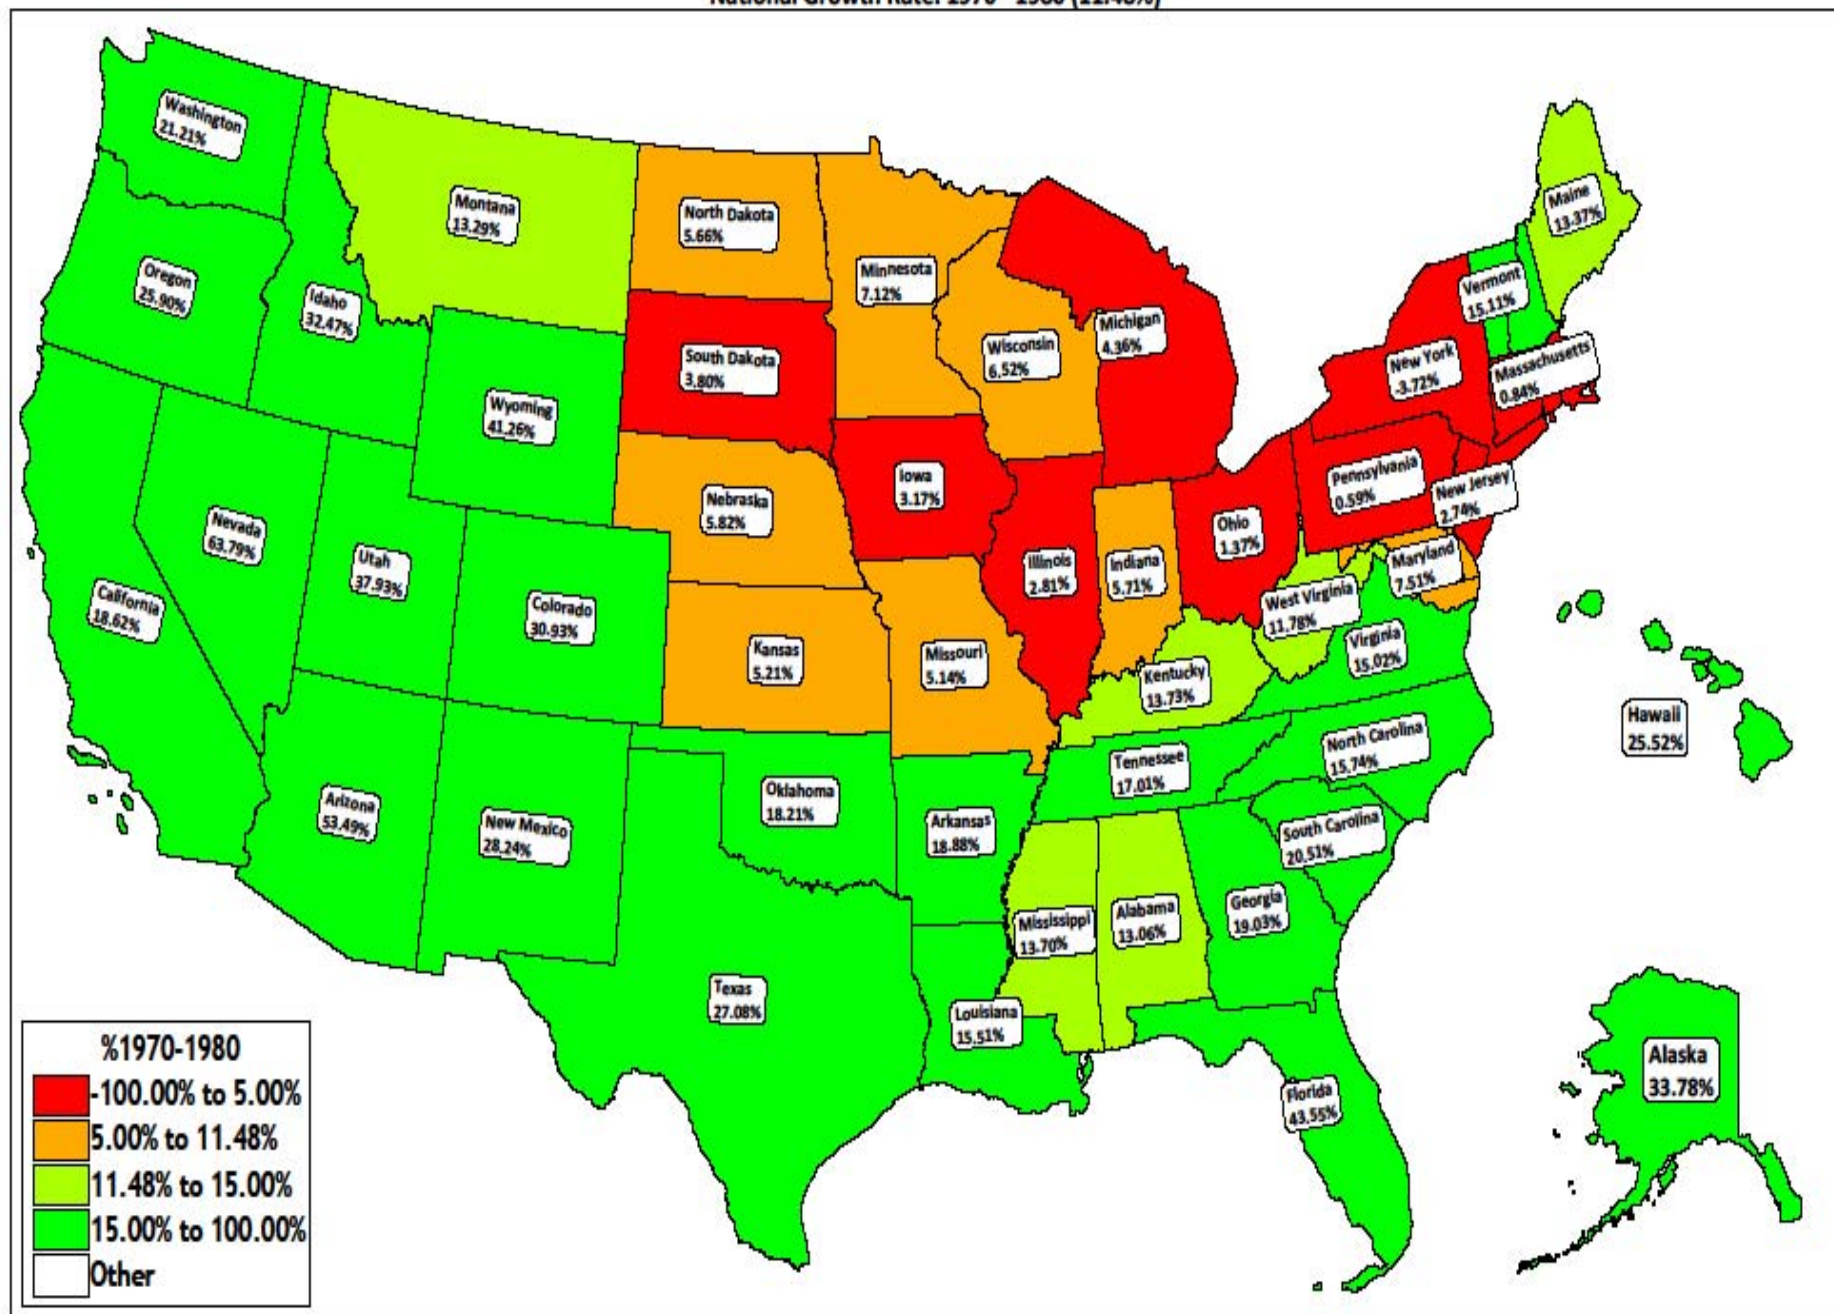 Washington
21.21%
Montana
13.29%
North Dakota
5.66%
Minnesota
7.12%
Maine
13.37%
Oregon
25.90%
Idaho
32.47%
Vermont
15.11%
South Dakota
3.80%
Wisconsin
6.52%
Michigan
4.36%
New York
-3.72%
Massachusetts
0.84%
Wyoming
41.26%
Iowa
3.17%
Pennsylvania
0.59%
New Jersey
2.74%
Nebraska
5.82%
Nevada
63.79%
Utah
37.93%
Ohio
1.37%
Illinois
2.81%
Indiana
5.71%
Maryland
7.51%
California
18.62%
Colorado
30.93%
West Virginia
11.78%
Kansas
5.21%
Missouri
5.14%
Virginia
15.02%
Kentucky
13.73%
Hawaii
25.52%
North Carolina
15.74%
Tennessee
17.01%
Arizona
53.49%
New Mexico
28.24%
Oklahoma
18.21%
Arkansas
18.88%
South Carolina
20.51%
Georgia
19.03%
Mississippi
13.70%
Alabama
13.06%
Texas
27.08%
Louisiana
15.51%
Florida
43.55%
Alaska
33.78%
%1970-1980
-100.00% to 5.00%
5.00% to 11.48%
11.48% to 15.00%
15.00% to 100.00%
Other